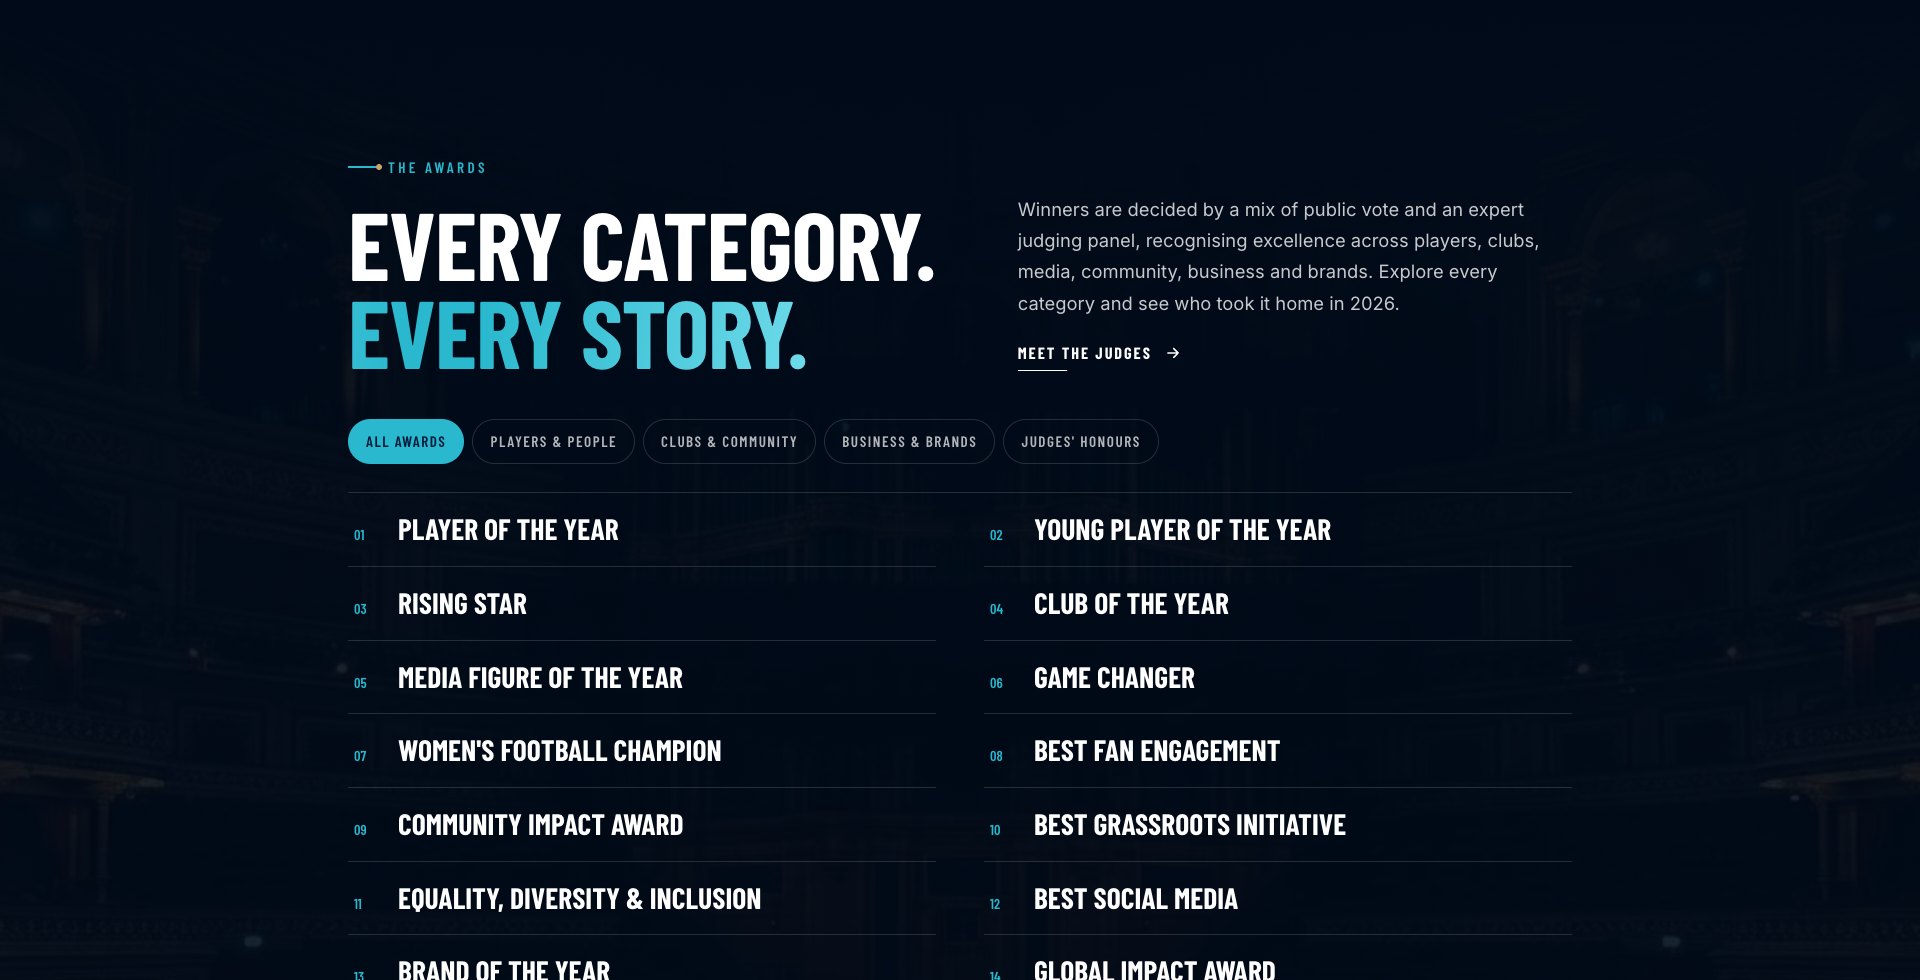 THE AWARDS
EVERY CATEGORY.
EVERY STORY.
Winners are decided by a mix of public vote and an expert
judging panel, recognising excellence across players, clubs,
media, community, business and brands. Explore every
category and see who took it home in 2026.
MEET THE JUDGES →
ALL AWARDS
PLAYERS & PEOPLE
CLUBS & COMMUNITY
BUSINESS & BRANDS
JUDGES' HONOURS
01 PLAYER OF THE YEAR
02 YOUNG PLAYER OF THE YEAR
03 RISING STAR
04 CLUB OF THE YEAR
05 MEDIA FIGURE OF THE YEAR
06 GAME CHANGER
07 WOMEN'S FOOTBALL CHAMPION
08 BEST FAN ENGAGEMENT
09 COMMUNITY IMPACT AWARD
10 BEST GRASSROOTS INITIATIVE
11 EQUALITY, DIVERSITY & INCLUSION
12 BEST SOCIAL MEDIA
13 BRAND OF THE YEAR
14 GLOBAL IMPACT AWARD